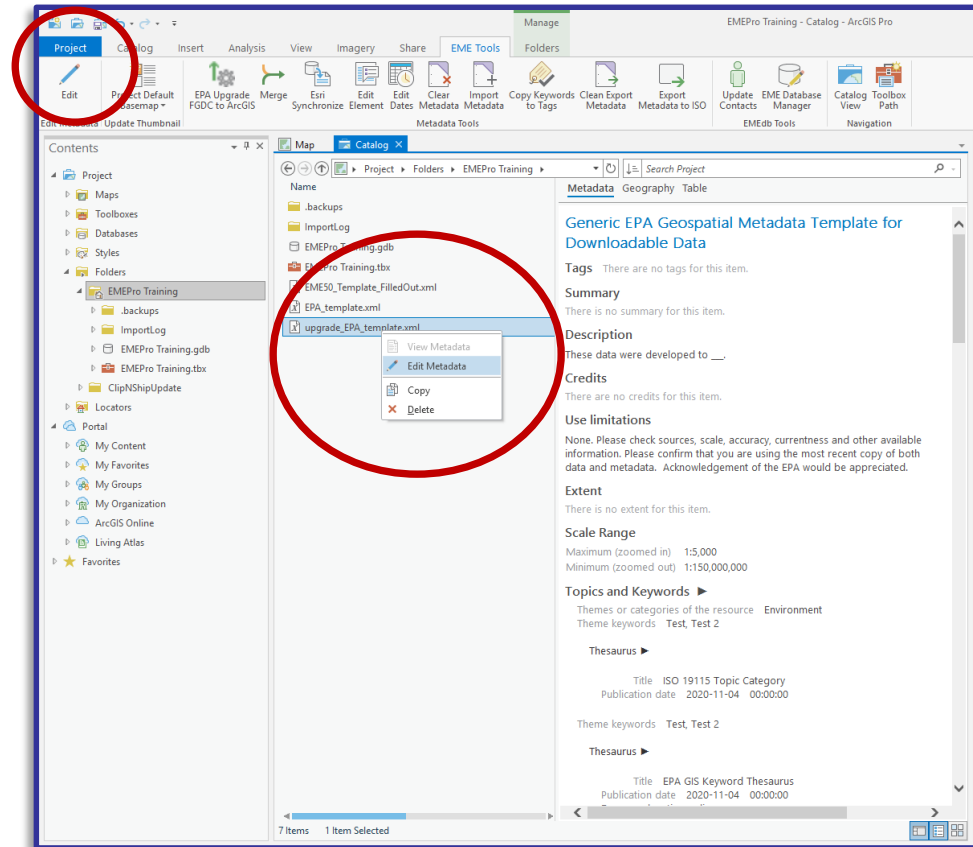 Manage
EMEPro Training - Catalog - ArcGIS Pro
Project Catalog Insert Analysis View Imagery Share EME Tools Folders
Edit
Project Default Basemap
EPA Upgrade FGDC to ArcGIS
Merge
Esri Synchronize
Edit Element
Edit Dates
Clear Metadata
Import Metadata
Copy Keywords to Tags
Clean Export Metadata
Export Metadata to ISO
Update Contacts
EME Database Manager
Catalog View
Toolbox Path
Edit Metadata Update Thumbnail Metadata Tools EMEdb Tools Navigation
Contents
Project
Maps
Toolboxes
Databases
Styles
Folders
EMEPro Training
.backups
ImportLog
EMEPro Training.gdb
EMEPro Training.tbx
ClipNShipUpdate
Locators
Portal
My Content
My Favorites
My Groups
My Organization
ArcGIS Online
Living Atlas
Favorites
Map Catalog
Project Folders EMEPro Training
Search Project
Name
.backups
ImportLog
EMEPro Training.gdb
EMEPro Training.tbx
EME50_Template_FilledOut.xml
EPA_template.xml
upgrade_EPA_template.xml
View Metadata
Edit Metadata
Copy
Delete
7 Items 1 Item Selected
Metadata Geography Table
Generic EPA Geospatial Metadata Template for
Downloadable Data
Tags There are no tags for this item.
Summary
There is no summary for this item.
Description
These data were developed to __.
Credits
There are no credits for this item.
Use limitations
None. Please check sources, scale, accuracy, currentness and other available
information. Please confirm that you are using the most recent copy of both
data and metadata. Acknowledgement of the EPA would be appreciated.
Extent
There is no extent for this item.
Scale Range
Maximum (zoomed in) 1:5,000
Minimum (zoomed out) 1:150,000,000
Topics and Keywords
Themes or categories of the resource Environment
Theme keywords Test, Test 2
Thesaurus
Title ISO 19115 Topic Category
Publication date 2020-11-04 00:00:00
Theme keywords Test, Test 2
Thesaurus
Title EPA GIS Keyword Thesaurus
Publication date 2020-11-04 00:00:00